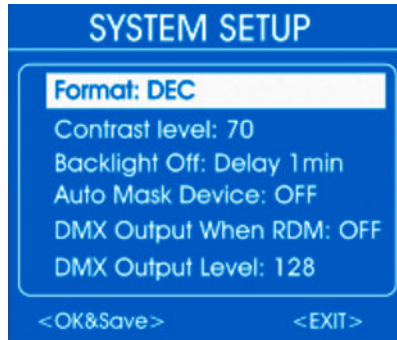 SYSTEM SETUP
Format: DEC
Contrast level: 70
Backlight Off: Delay 1min
Auto Mask Device: OFF
DMX Output When RDM: OFF
DMX Output Level: 128
<OK&Save> <EXIT>